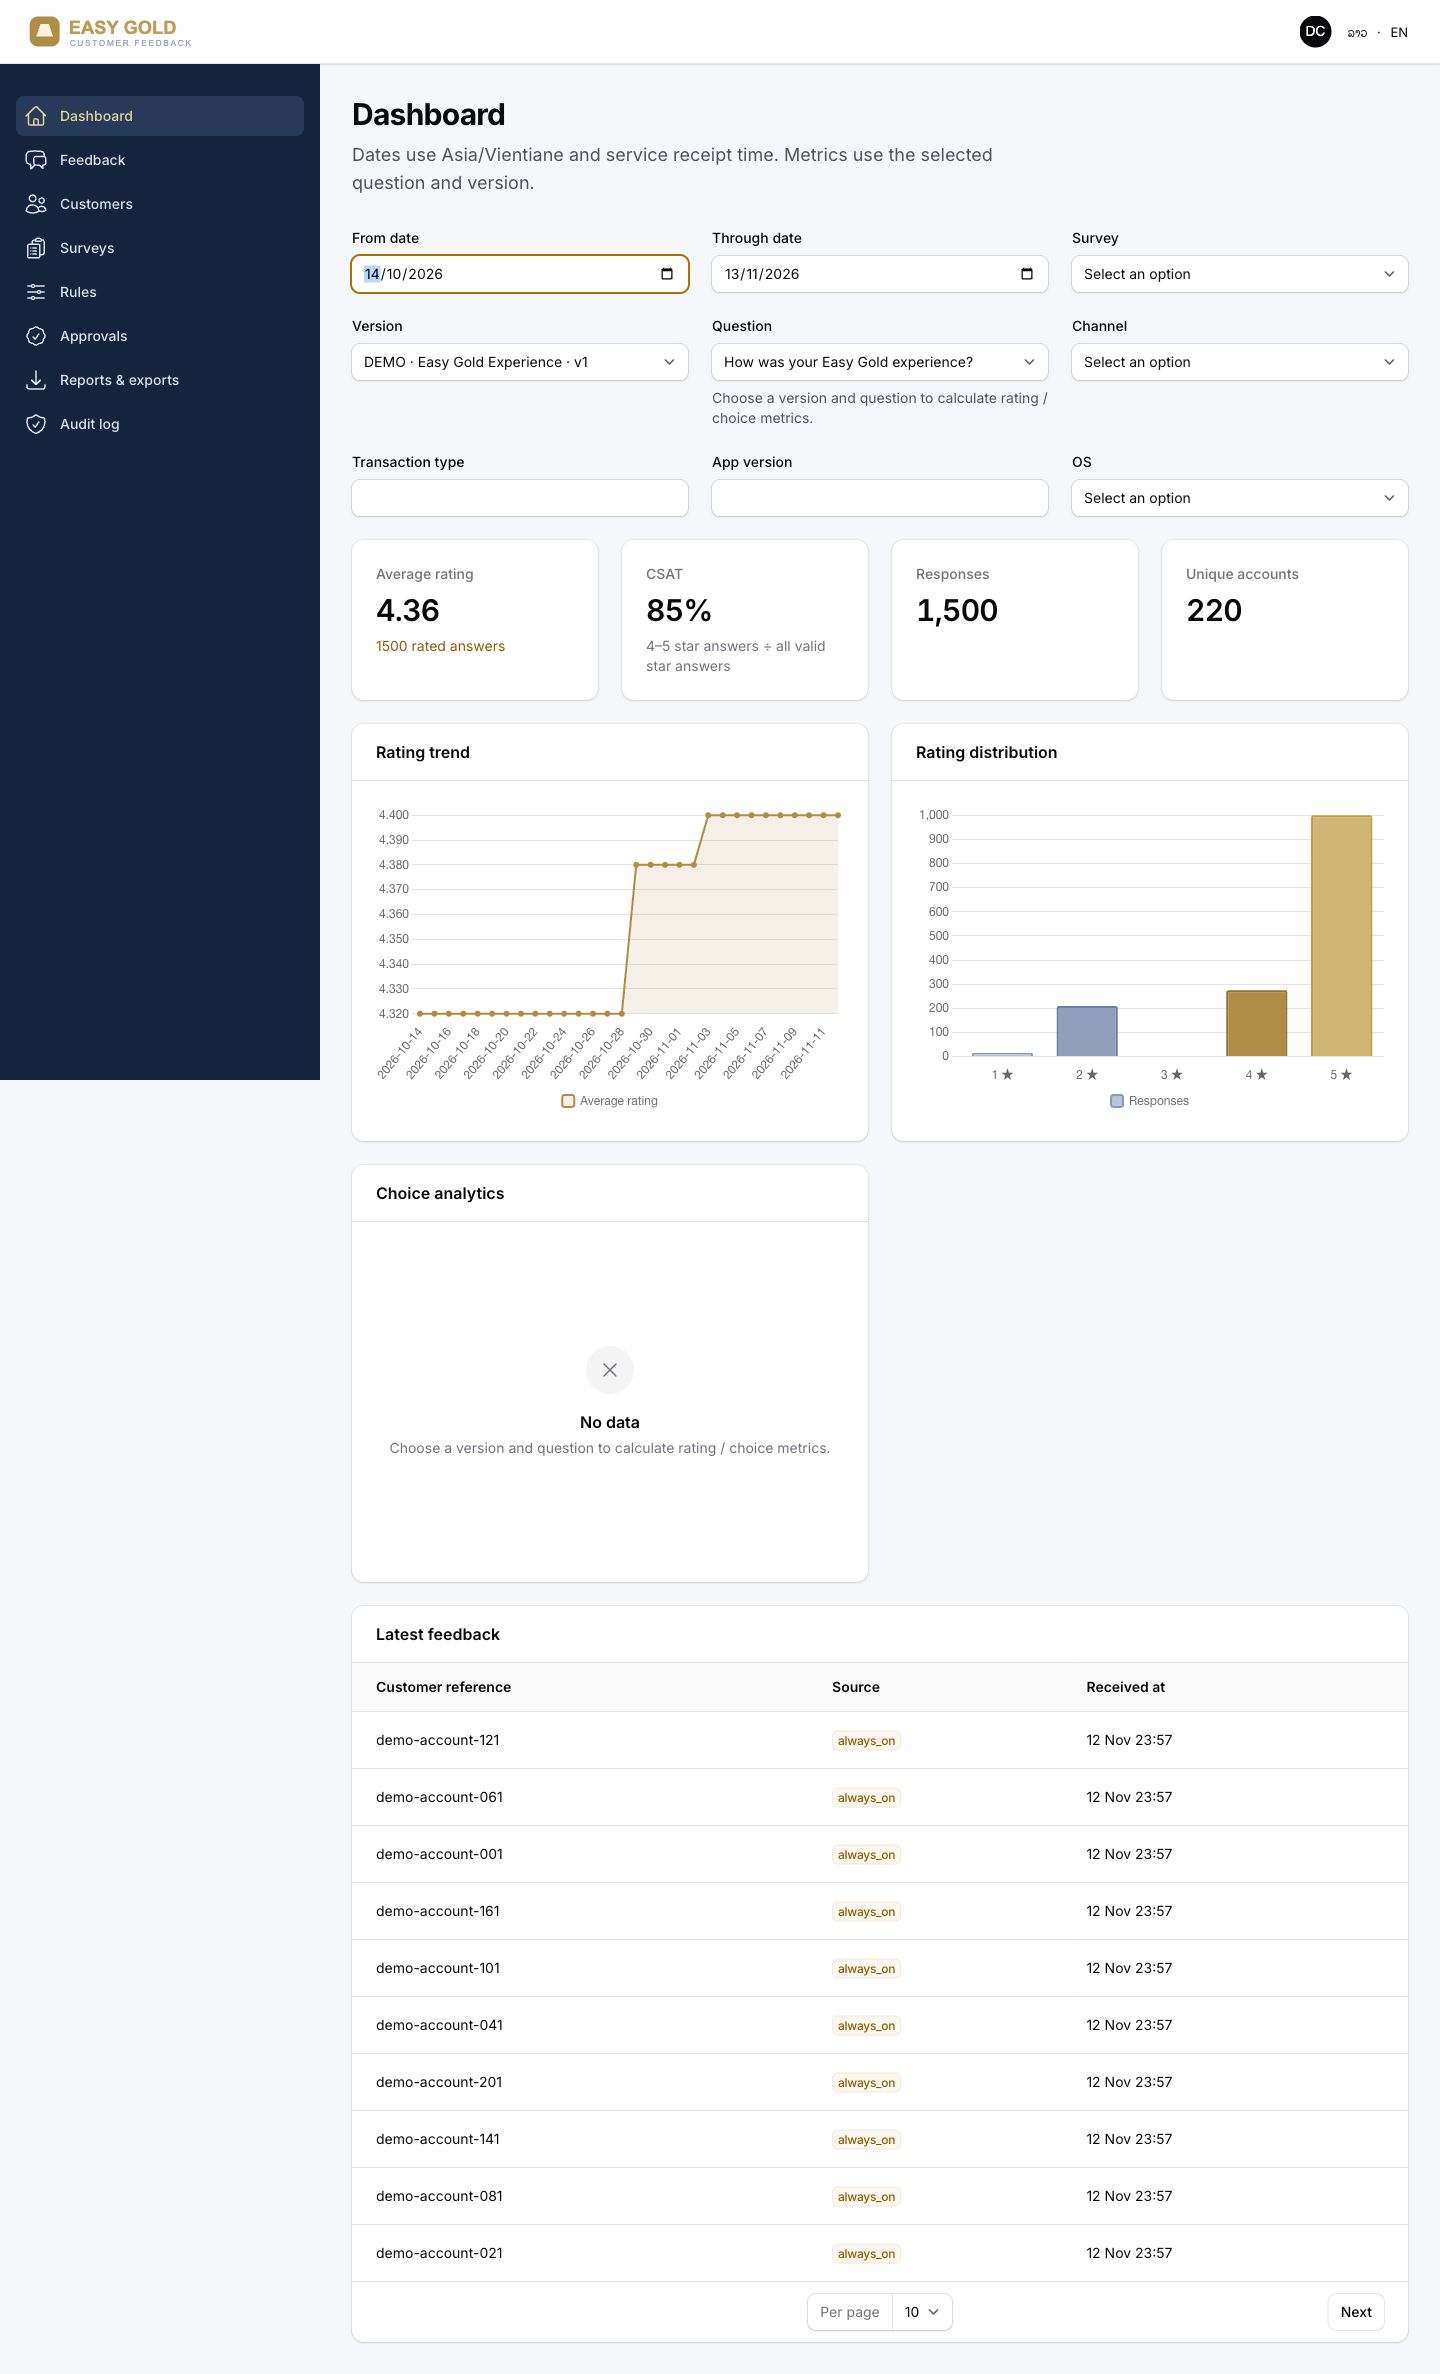 EASY GOLD
CUSTOMER FEEDBACK
DC
ລາວ · EN
Dashboard
Feedback
Customers
Surveys
Rules
Approvals
Reports & exports
Audit log
Dashboard
Dates use Asia/Vientiane and service receipt time. Metrics use the selected
question and version.
From date
14/10/2026
Through date
13/11/2026
Survey
Select an option
Version
DEMO · Easy Gold Experience · v1
Question
How was your Easy Gold experience?
Choose a version and question to calculate rating /
choice metrics.
Channel
Select an option
Transaction type
App version
OS
Select an option
Average rating
4.36
1500 rated answers
CSAT
85%
4–5 star answers ÷ all valid
star answers
Responses
1,500
Unique accounts
220
Rating trend
4.400
4.390
4.380
4.370
4.360
4.350
4.340
4.330
4.320
2026-10-14
2026-10-16
2026-10-18
2026-10-20
2026-10-22
2026-10-24
2026-10-26
2026-10-28
2026-10-30
2026-11-01
2026-11-03
2026-11-05
2026-11-07
2026-11-09
2026-11-11
Average rating
Rating distribution
1,000
900
800
700
600
500
400
300
200
100
0
1 ★
2 ★
3 ★
4 ★
5 ★
Responses
Choice analytics
No data
Choose a version and question to calculate rating / choice metrics.
Latest feedback
Customer reference Source Received at
demo-account-121 always_on 12 Nov 23:57
demo-account-061 always_on 12 Nov 23:57
demo-account-001 always_on 12 Nov 23:57
demo-account-161 always_on 12 Nov 23:57
demo-account-101 always_on 12 Nov 23:57
demo-account-041 always_on 12 Nov 23:57
demo-account-201 always_on 12 Nov 23:57
demo-account-141 always_on 12 Nov 23:57
demo-account-081 always_on 12 Nov 23:57
demo-account-021 always_on 12 Nov 23:57
Per page 10
Next